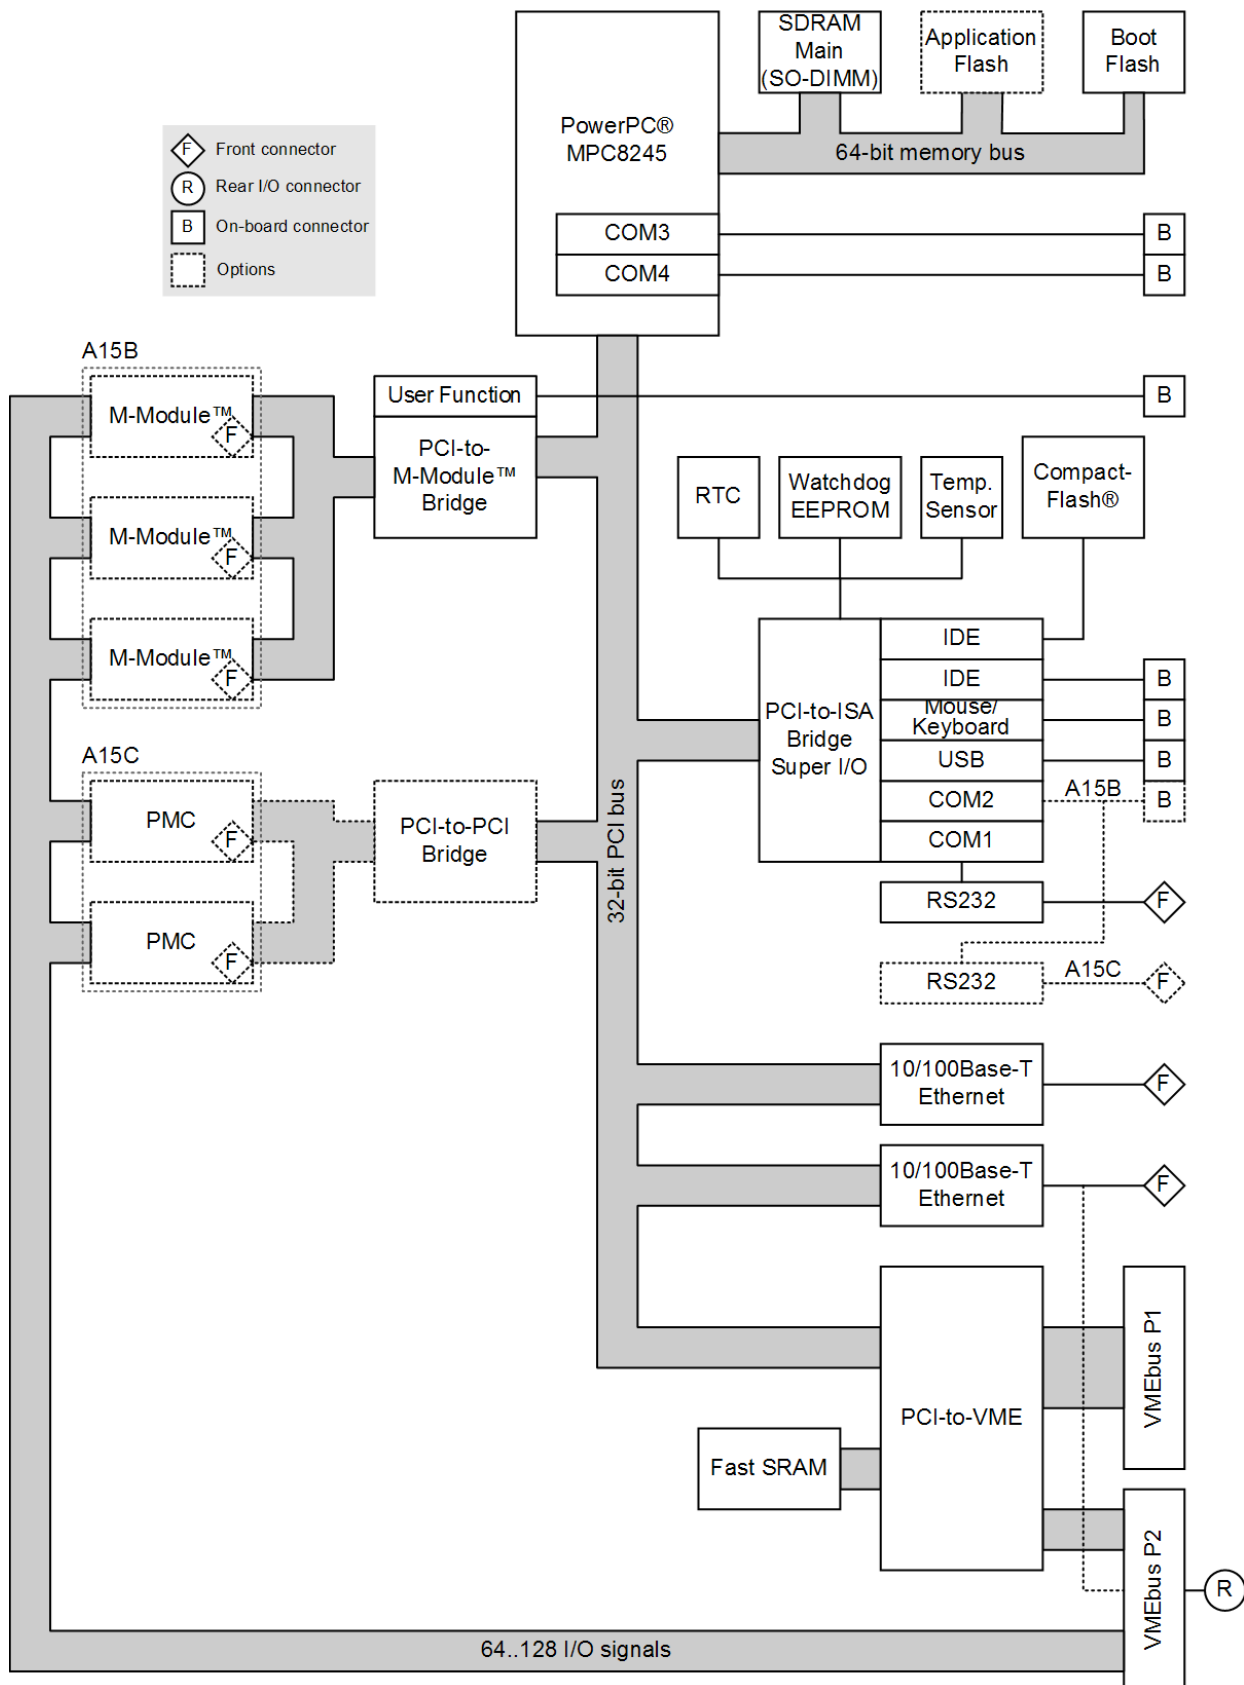 SDRAM
Main
(SO-DIMM)
Application
Flash
Boot
Flash
PowerPC®
MPC8245
64-bit memory bus
F Front connector
R Rear I/O connector
B On-board connector
Options
COM3
B
COM4
B
A15B
M-Module™
F
M-Module™
F
M-Module™
F
User Function
B
PCI-to-
M-Module™
Bridge
RTC
Watchdog
EEPROM
Temp.
Sensor
Compact-
Flash®
PCI-to-ISA
Bridge
Super I/O
IDE
IDE
B
Mouse/
Keyboard
B
USB
B
COM2
A15B
B
COM1
RS232
F
RS232
A15C
F
A15C
PMC
F
PMC
F
PCI-to-PCI
Bridge
32-bit PCI bus
10/100Base-T
Ethernet
F
10/100Base-T
Ethernet
F
PCI-to-VME
VMEbus P1
Fast SRAM
VMEbus P2
R
64..128 I/O signals